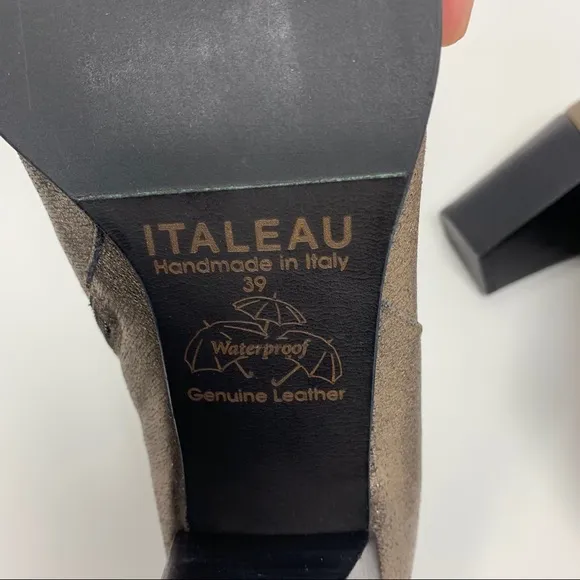 ITALEAU
Handmade in Italy
39
Waterproof
Genuine Leather